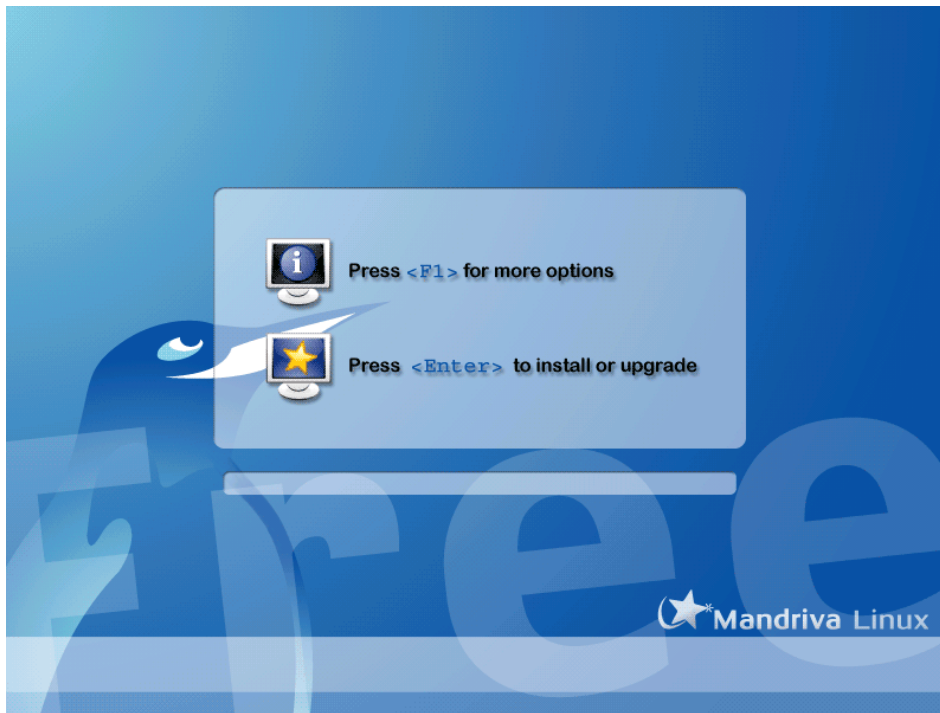 Press <F1> for more options
Press <Enter> to install or upgrade
Free
Mandriva Linux